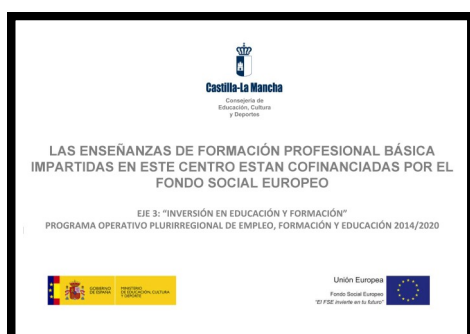 Castilla-La Mancha
Consejería de
Educación, Cultura
y Deportes
LAS ENSEÑANZAS DE FORMACIÓN PROFESIONAL BÁSICA
IMPARTIDAS EN ESTE CENTRO ESTAN COFINANCIADAS POR EL
FONDO SOCIAL EUROPEO
EJE 3: "INVERSIÓN EN EDUCACIÓN Y FORMACIÓN"
PROGRAMA OPERATIVO PLURIRREGIONAL DE EMPLEO, FORMACIÓN Y EDUCACIÓN 2014/2020
GOBIERNO
DE ESPAÑA
MINISTERIO
DE EDUCACIÓN, CULTURA
Y DEPORTE
Unión Europea
Fondo Social Europeo
"El FSE invierte en tu futuro"